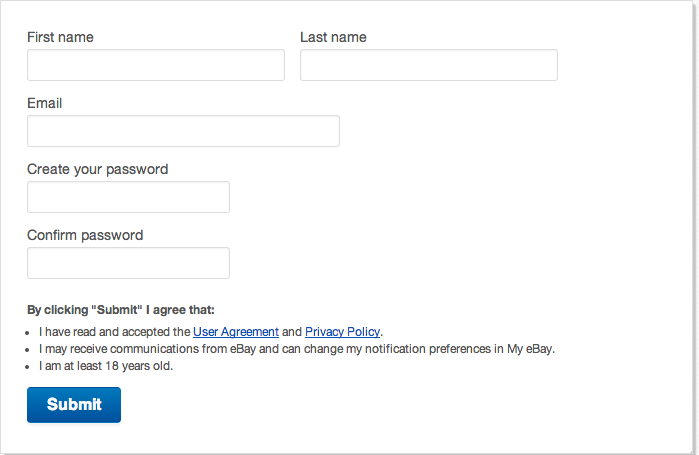 First name Last name
Email
Create your password
Confirm password
By clicking "Submit" I agree that:
• I have read and accepted the User Agreement and Privacy Policy.
• I may receive communications from eBay and can change my notification preferences in My eBay.
• I am at least 18 years old.
Submit